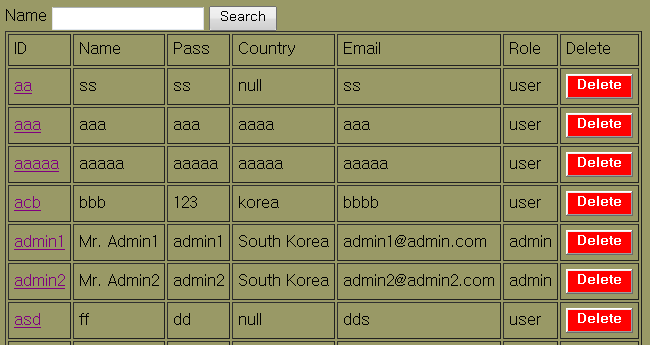 Name Search
ID Name Pass Country Email Role Delete
aa ss ss null ss user Delete
aaa aaa aaa aaaa aaa user Delete
aaaaa aaaaa aaaaa aaaaa aaaaa user Delete
acb bbb 123 korea bbbb user Delete
admin1 Mr. Admin1 admin1 South Korea admin1@admin.com admin Delete
admin2 Mr. Admin2 admin2 South Korea admin2@admin2.com admin Delete
asd ff dd null dds user Delete